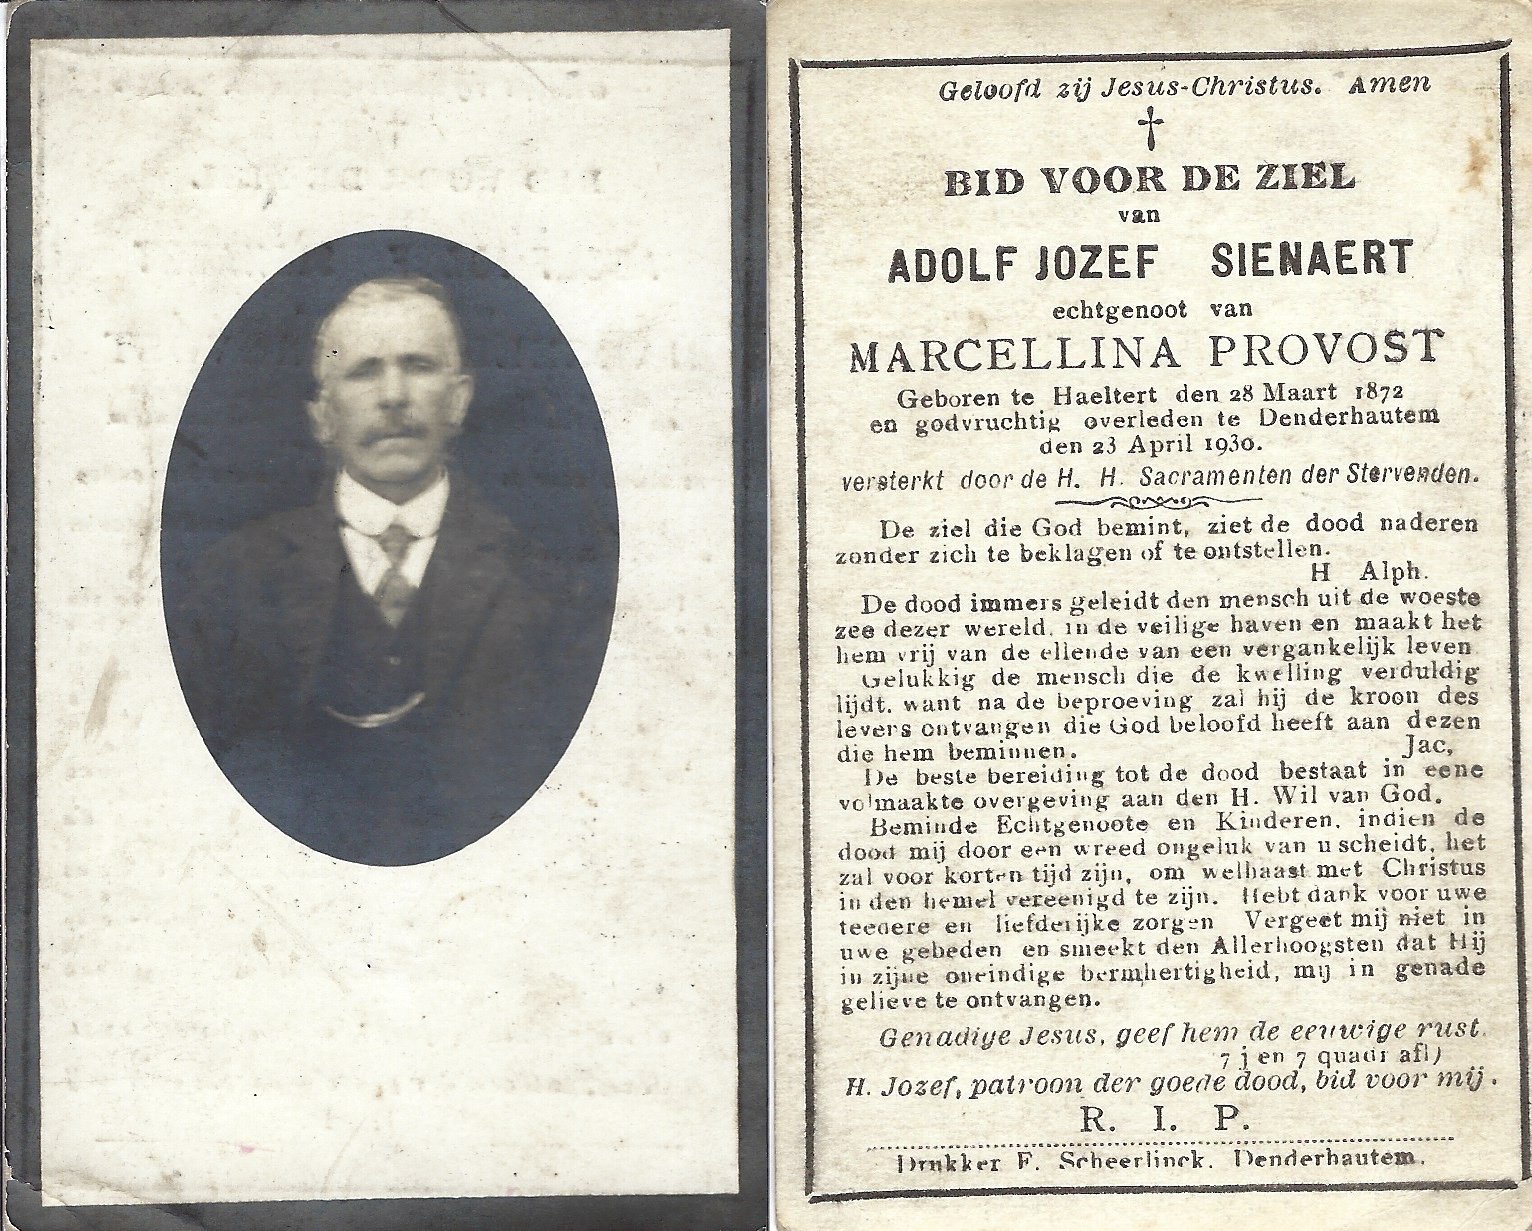 Geloofd zij Jesus-Christus. Amen
BID VOOR DE ZIEL
van
ADOLF JOZEF SIENAERT
echtgenoot van
MARCELLINA PROVOST
Geboren te Haeltert den 28 Maart 1872
en godvruchtig overleden te Denderhautem
den 23 April 1930.
versterkt door de H. H. Sacramenten der Stervenden.
De ziel die God bemint, ziet de dood naderen
zonder zich te beklagen of te ontstellen.
H Alph.
De dood immers geleidt den mensch uit de woeste
zee dezer wereld, in de veilige haven en maakt het
hem vrij van de ellende van een vergankelijk leven
Gelukkig de mensch die de kwelling verduldig
lijdt, want na de beproeving zal hij de kroon des
levers ontvangen die God beloofd heeft aan dezen
die hem beminnen. Jac,
De beste bereiding tot de dood bestaat in eene
volmaakte overgeving aan den H. Wil van God.
Beminde Echtgenoote en Kinderen, indien de
dood mij door een wreed ongeluk van u scheidt, het
zal voor korten tijd zijn, om welhaast met Christus
in den hemel vereenigd te zijn. Hebt dank voor uwe
teedere en liefderijke zorgen Vergeet mij niet in
uwe gebeden en smeekt den Allerhoogsten dat Hij
in zijne oneindige bermhertigheid, mij in genade
gelieve te ontvangen.
Genadige Jesus, geef hem de eeuwige rust.
7 j en 7 quadr afl)
H. Jozef, patroon der goede dood, bid voor mij.
R. I. P.
Drukker F. Scheerlinck. Denderhautem.